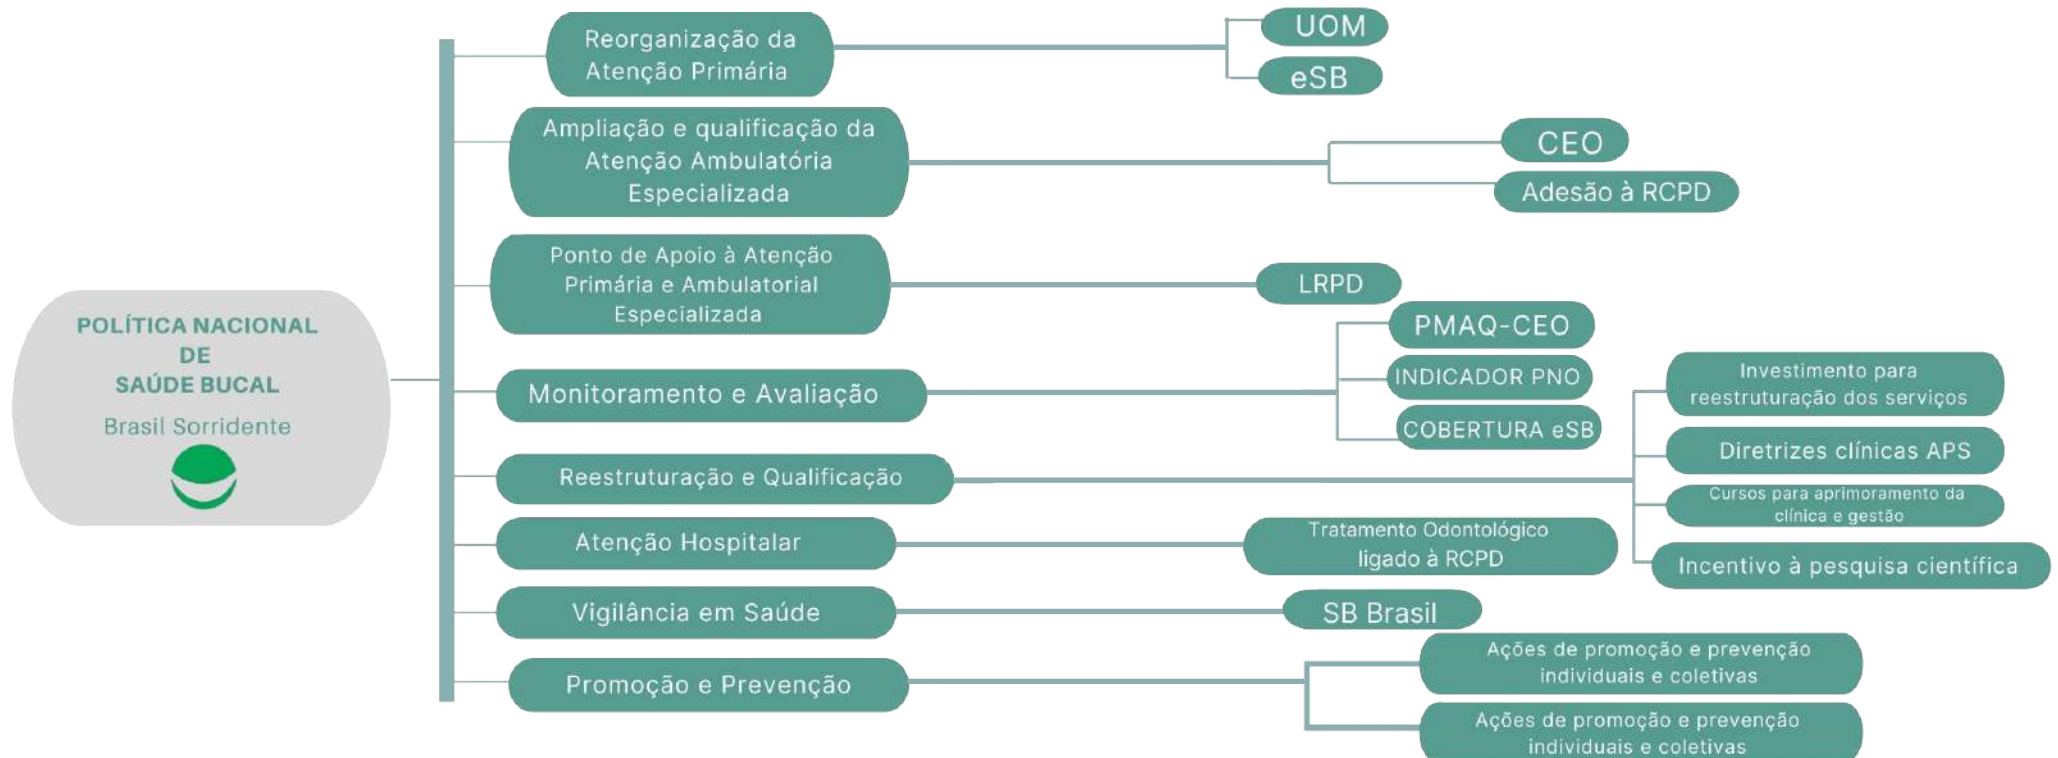 POLÍTICA NACIONAL
DE
SAÚDE BUCAL
Brasil Sorridente
Reorganização da
Atenção Primária
UOM
eSB
Ampliação e qualificação da
Atenção Ambulatória
Especializada
CEO
Adesão à RCPD
Ponto de Apoio à Atenção
Primária e Ambulatorial
Especializada
LRPD
Monitoramento e Avaliação
PMAQ-CEO
INDICADOR PNO
COBERTURA eSB
Reestruturação e Qualificação
Investimento para
reestruturação dos serviços
Diretrizes clínicas APS
Cursos para aprimoramento da
clínica e gestão
Incentivo à pesquisa científica
Atenção Hospitalar
Tratamento Odontológico
ligado à RCPD
Vigilância em Saúde
SB Brasil
Promoção e Prevenção
Ações de promoção e prevenção
individuais e coletivas
Ações de promoção e prevenção
individuais e coletivas